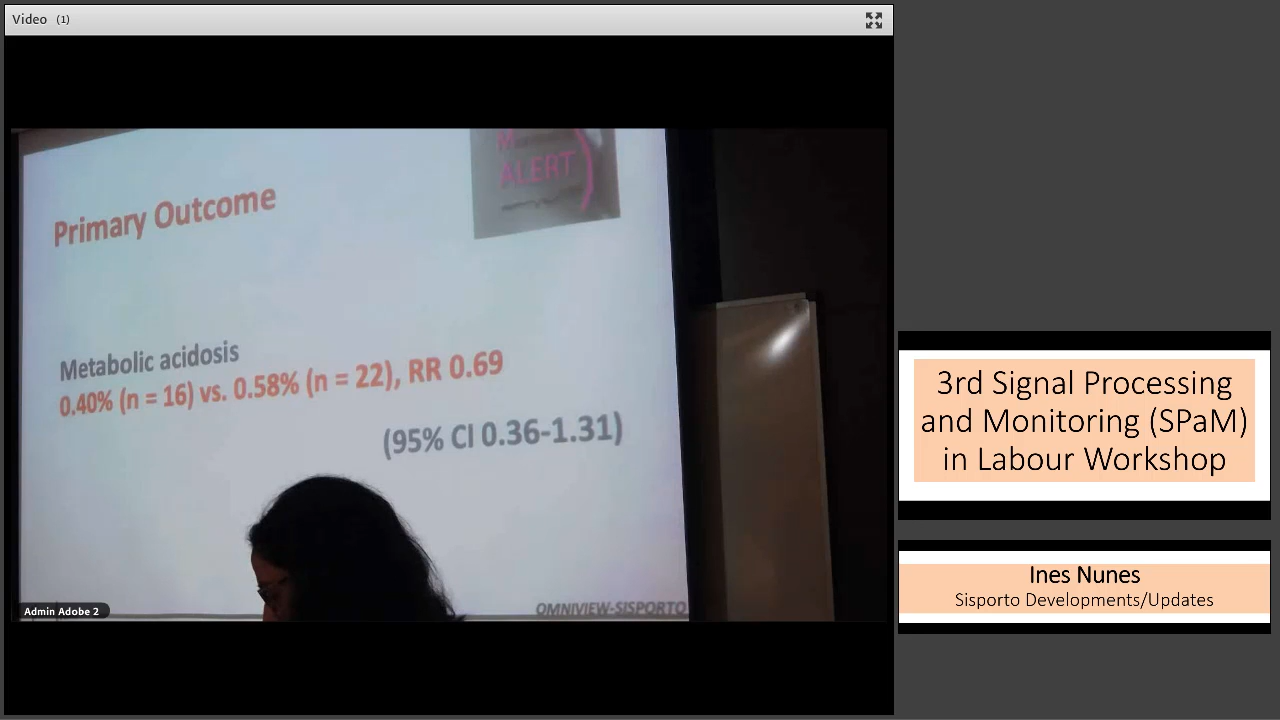 Video (1)
ALERT)
Primary Outcome
Metabolic acidosis
0.40% (n = 16) vs. 0.58% (n = 22), RR 0.69
(95% CI 0.36-1.31)
OMNIVIEW-SISPORTO
Admin Adobe 2
3rd Signal Processing
and Monitoring (SPaM)
in Labour Workshop
Ines Nunes
Sisporto Developments/Updates